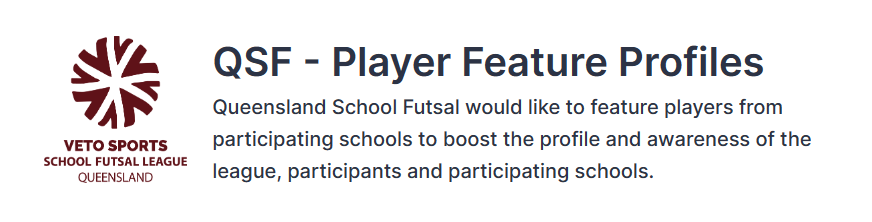 QSF - Player Feature Profiles
Queensland School Futsal would like to feature players from
participating schools to boost the profile and awareness of the
league, participants and participating schools.
VETO SPORTS
SCHOOL FUTSAL LEAGUE
QUEENSLAND